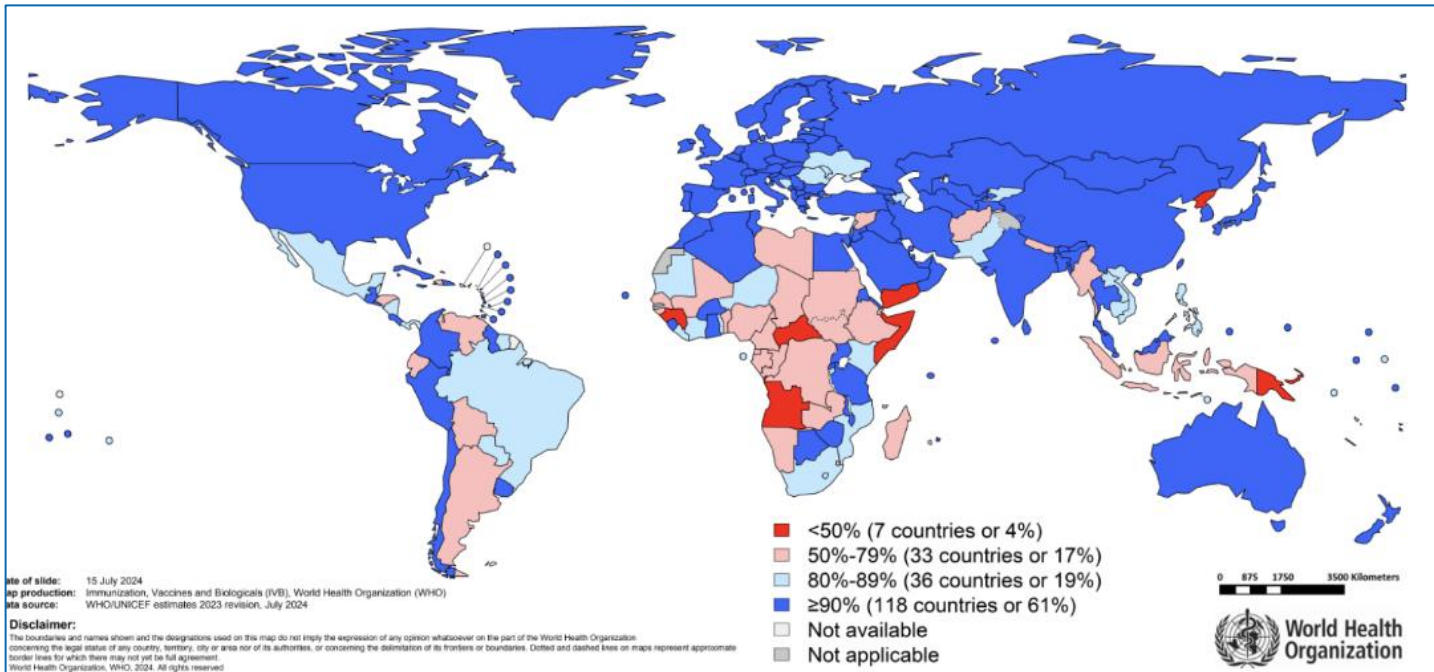 <50% (7 countries or 4%)
50%-79% (33 countries or 17%)
80%-89% (36 countries or 19%)
≥90% (118 countries or 61%)
Not available
Not applicable
0 875 1750 3500 Kilometers
World Health
Organization
ate of slide: 15 July 2024
ap production: Immunization, Vaccines and Biologicals (IVB), World Health Organization (WHO)
ata source: WHO/UNICEF estimates 2023 revision, July 2024
Disclaimer:
The boundaries and names shown and the designations used on this map do not imply the expression of any opinion whatsoever on the part of the World Health Organization
concerning the legal status of any country, territory, city or area nor of its authorities, or concerning the delimitation of its frontiers or boundaries. Dotted and dashed lines on maps represent approximate
border lines for which there may not yet be full agreement.
World Health Organization, WHO, 2024. All rights reserved